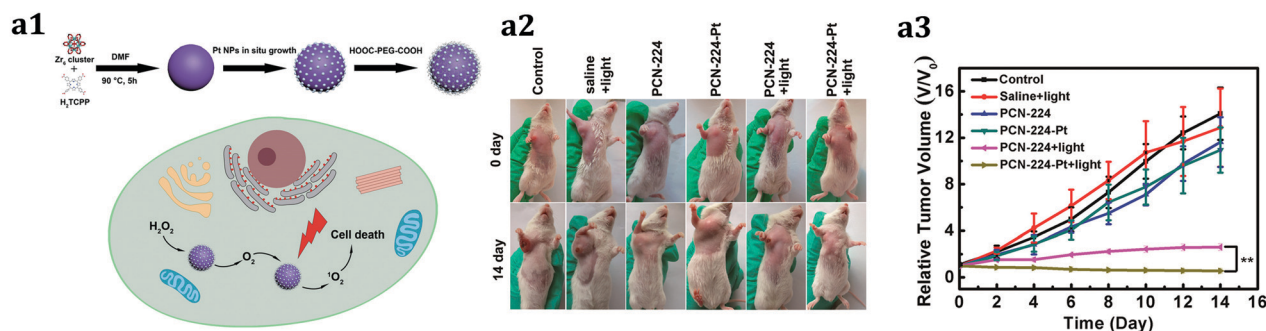 a1
Zr6 cluster
+
H2TCPP
DMF
90 °C, 5h
Pt NPs in situ growth
HOOC-PEG-COOH
H2O2
O2
1O2
Cell death
a2
Control
saline
+light
PCN-224
PCN-224-Pt
PCN-224
+light
PCN-224-Pt
+light
0 day
14 day
a3
Relative Tumor Volume (V/V0)
16
12
8
4
0
Control
Saline+light
PCN-224
PCN-224-Pt
PCN-224+light
PCN-224-Pt+light
**
0 2 4 6 8 10 12 14 16
Time (Day)